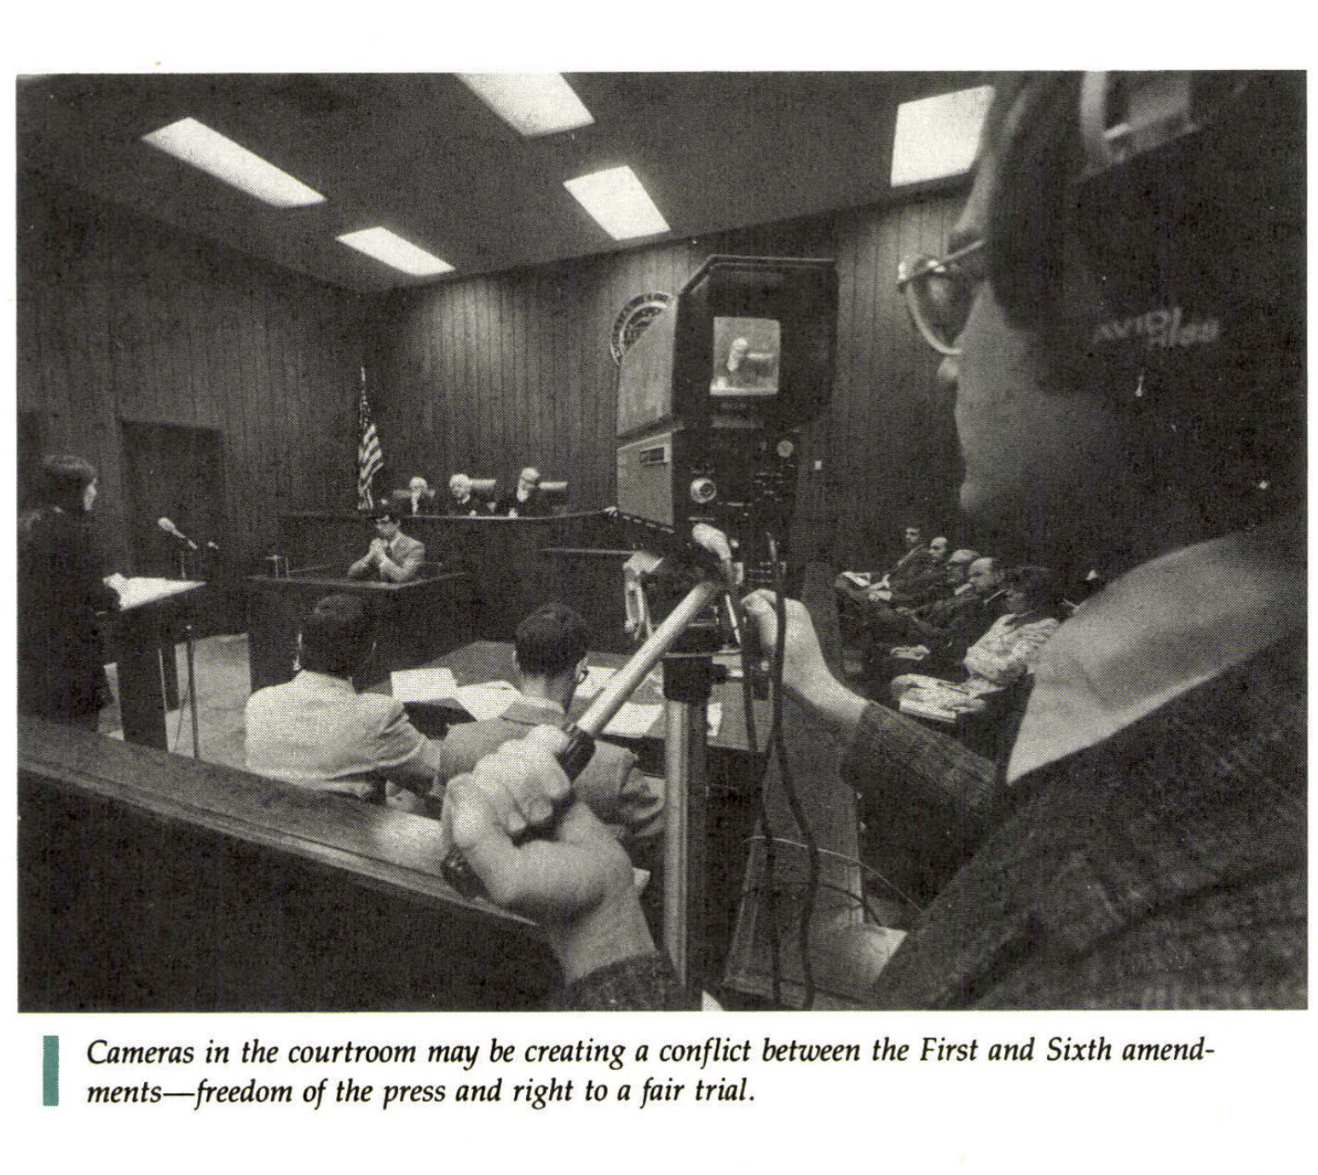 Cameras in the courtroom may be creating a conflict between the First and Sixth amend-
ments—freedom of the press and right to a fair trial.